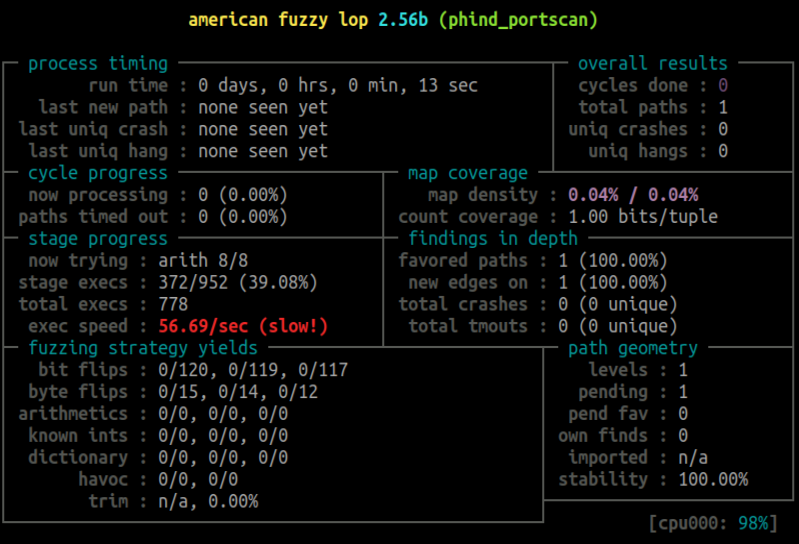 american fuzzy lop 2.56b (phind_portscan)
process timing
run time : 0 days, 0 hrs, 0 min, 13 sec
last new path : none seen yet
last uniq crash : none seen yet
last uniq hang : none seen yet
overall results
cycles done : 0
total paths : 1
uniq crashes : 0
uniq hangs : 0
cycle progress
now processing : 0 (0.00%)
paths timed out : 0 (0.00%)
map coverage
map density : 0.04% / 0.04%
count coverage : 1.00 bits/tuple
stage progress
now trying : arith 8/8
stage execs : 372/952 (39.08%)
total execs : 778
exec speed : 56.69/sec (slow!)
findings in depth
favored paths : 1 (100.00%)
new edges on : 1 (100.00%)
total crashes : 0 (0 unique)
total tmouts : 0 (0 unique)
fuzzing strategy yields
bit flips : 0/120, 0/119, 0/117
byte flips : 0/15, 0/14, 0/12
arithmetics : 0/0, 0/0, 0/0
known ints : 0/0, 0/0, 0/0
dictionary : 0/0, 0/0, 0/0
havoc : 0/0, 0/0
trim : n/a, 0.00%
path geometry
levels : 1
pending : 1
pend fav : 0
own finds : 0
imported : n/a
stability : 100.00%
[cpu000: 98%]